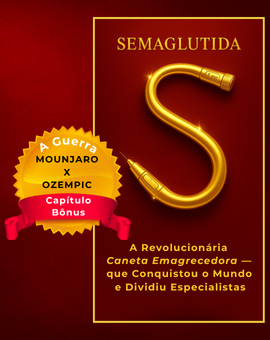 SEMAGLUTIDA
A Guerra
MOUNJARO
X
OZEMPIC
Capítulo
Bônus
A Revolucionária
Caneta Emagrecedora —
que Conquistou o Mundo
e Dividiu Especialistas